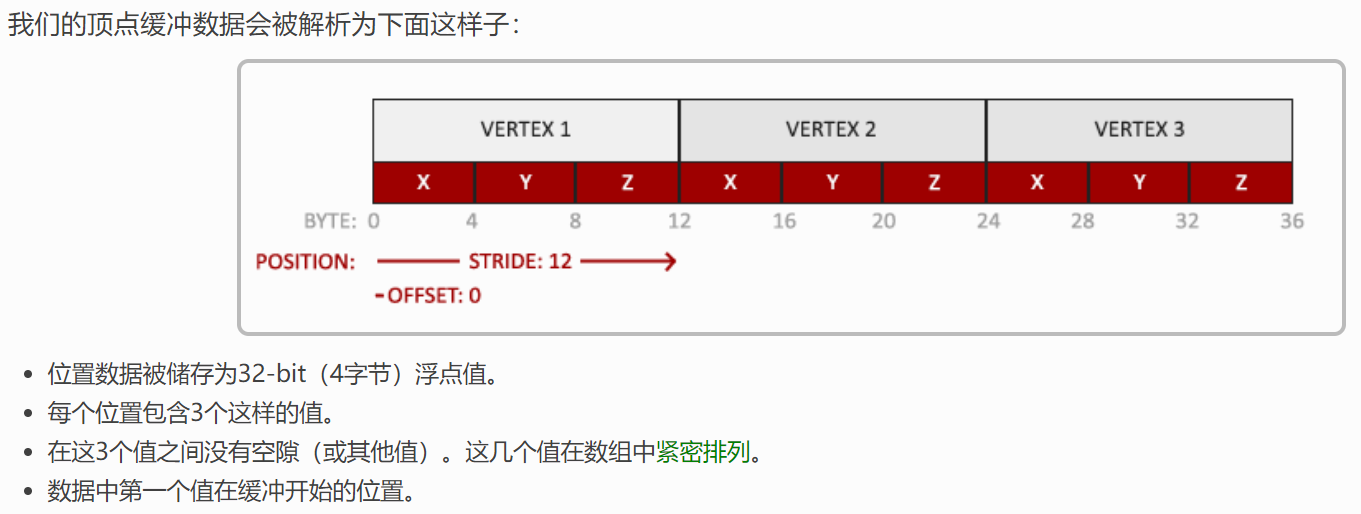 我们的顶点缓冲数据会被解析为下面这样子：
VERTEX 1 VERTEX 2 VERTEX 3
X Y Z X Y Z X Y Z
BYTE: 0 4 8 12 16 20 24 28 32 36
POSITION: STRIDE: 12
OFFSET: 0
位置数据被储存为32-bit（4字节）浮点值。
每个位置包含3个这样的值。
在这3个值之间没有空隙（或其他值）。这几个值在数组中紧密排列。
数据中第一个值在缓冲开始的位置。